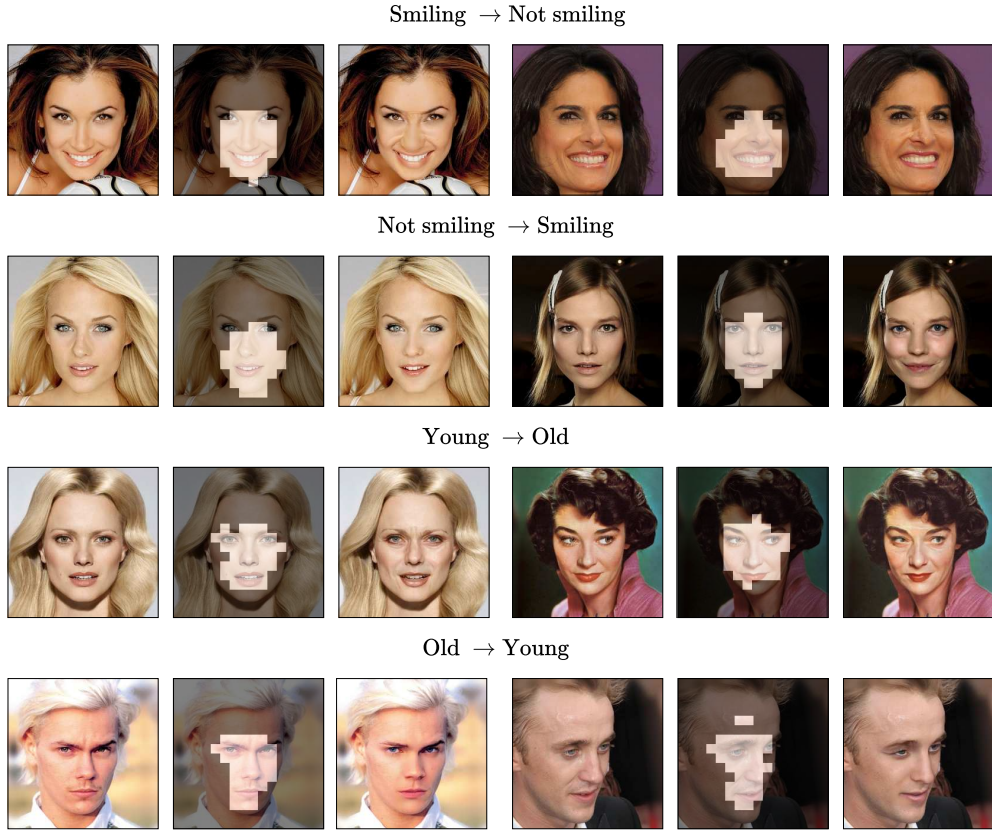 Smiling → Not smiling
Not smiling → Smiling
Young → Old
Old → Young